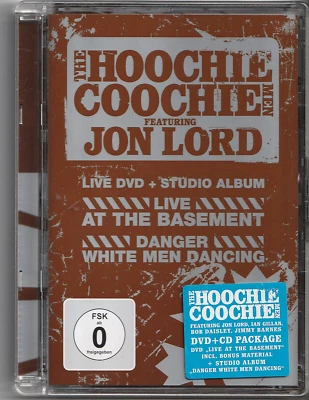 THE HOOCHIE
COOCHIE MEN
FEATURING
JON LORD
LIVE DVD + STUDIO ALBUM
LIVE
AT THE BASEMENT
DANGER
WHITE MEN DANCING
FSK
ab
0
freigegeben
THE HOOCHIE
COOCHIE MEN
FEATURING JON LORD, IAN GILLAN,
BOB DAISLEY, JIMMY BARNES
DVD+CD PACKAGE
DVD „LIVE AT THE BASEMENT"
INCL. BONUS MATERIAL
+ STUDIO ALBUM
„DANGER WHITE MEN DANCING"